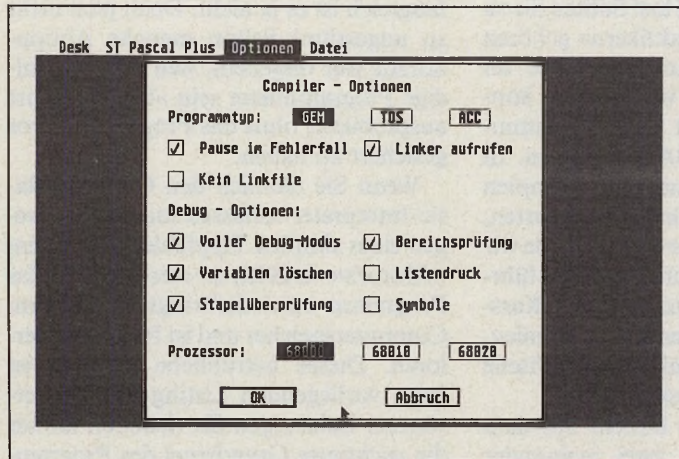 Desk ST Pascal Plus Optionen Datei
Compiler - Optionen
Programmtyp: GEM TOS ACC
Pause im Fehlerfall Linker aufrufen
Kein Linkfile
Debug - Optionen:
Voller Debug-Modus Bereichsprüfung
Variablen löschen Listendruck
Stapelüberprüfung Symbole
Prozessor: 68000 68010 68020
OK Abbruch